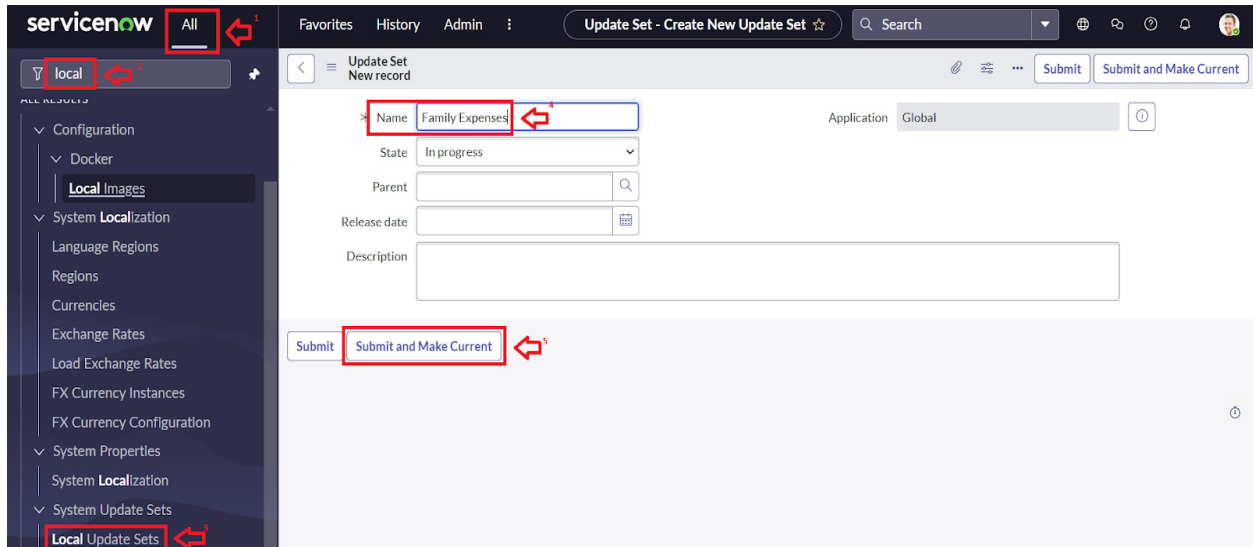 servicenow
All
1
Favorites
History
Admin
Update Set - Create New Update Set
Search
local
2
ALL RESULTS
Configuration
Docker
Local Images
System Localization
Language Regions
Regions
Currencies
Exchange Rates
Load Exchange Rates
FX Currency Instances
FX Currency Configuration
System Properties
System Localization
System Update Sets
Local Update Sets
3
Update Set
New record
Submit
Submit and Make Current
* Name
Family Expenses
4
Application
Global
State
In progress
Parent
Release date
Description
Submit
Submit and Make Current
5